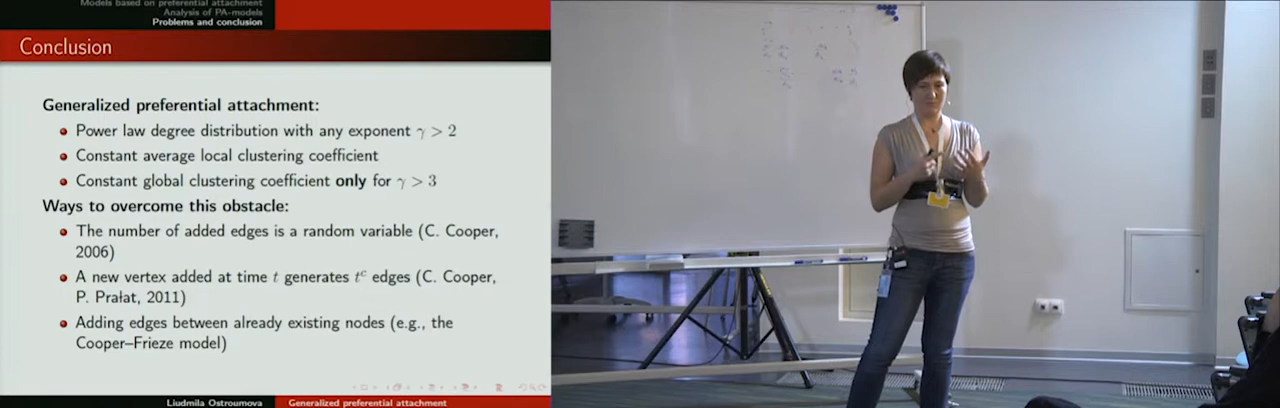 Models based on preferential attachment
Analysis of PA-models
Problems and conclusion
Conclusion
Generalized preferential attachment:
Power law degree distribution with any exponent γ > 2
Constant average local clustering coefficient
Constant global clustering coefficient only for γ > 3
Ways to overcome this obstacle:
The number of added edges is a random variable (C. Cooper,
2006)
A new vertex added at time t generates t^c edges (C. Cooper,
P. Prałat, 2011)
Adding edges between already existing nodes (e.g., the
Cooper–Frieze model)
Liudmila Ostroumova
Generalized preferential attachment